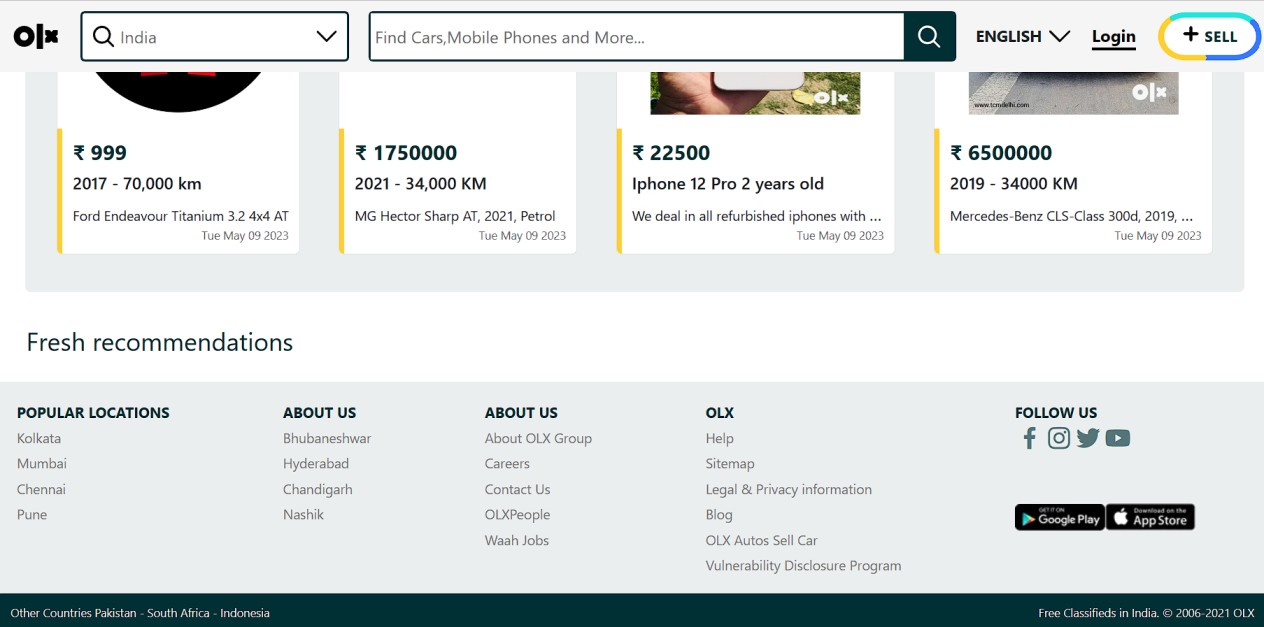 olx
India
Find Cars,Mobile Phones and More...
ENGLISH
Login
+ SELL
olx
www.tcmdelhi.com
olx
₹ 999
2017 - 70,000 km
Ford Endeavour Titanium 3.2 4x4 AT
Tue May 09 2023
₹ 1750000
2021 - 34,000 KM
MG Hector Sharp AT, 2021, Petrol
Tue May 09 2023
₹ 22500
Iphone 12 Pro 2 years old
We deal in all refurbished iphones with ...
Tue May 09 2023
₹ 6500000
2019 - 34000 KM
Mercedes-Benz CLS-Class 300d, 2019, ...
Tue May 09 2023
Fresh recommendations
POPULAR LOCATIONS
Kolkata
Mumbai
Chennai
Pune
ABOUT US
Bhubaneshwar
Hyderabad
Chandigarh
Nashik
ABOUT US
About OLX Group
Careers
Contact Us
OLXPeople
Waah Jobs
OLX
Help
Sitemap
Legal & Privacy information
Blog
OLX Autos Sell Car
Vulnerability Disclosure Program
FOLLOW US
GET IT ON
Google Play
Download on the
App Store
Other Countries Pakistan - South Africa - Indonesia
Free Classifieds in India. © 2006-2021 OLX